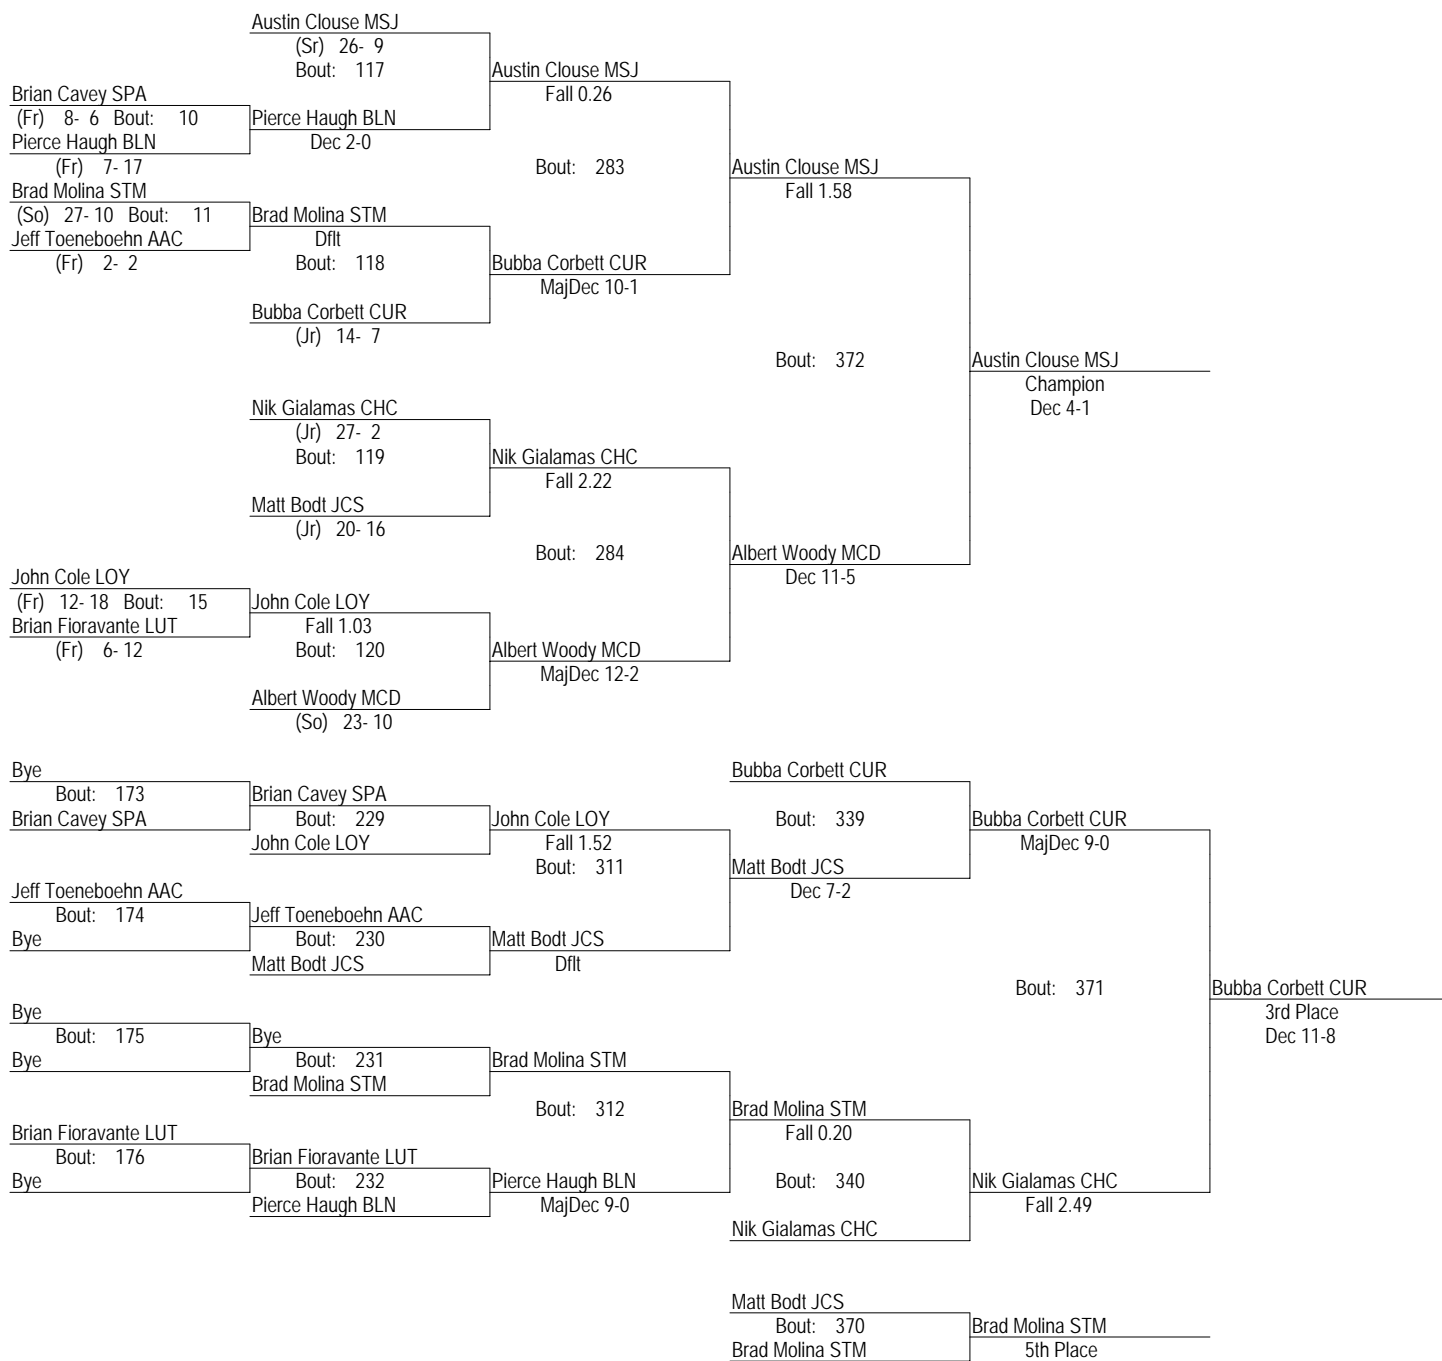 Austin Clouse MSJ
(Sr) 26- 9
Bout: 117
Austin Clouse MSJ
Brian Cavey SPA
Fall 0.26
(Fr) 8- 6 Bout: 10
Pierce Haugh BLN
Pierce Haugh BLN
Dec 2-0
(Fr) 7- 17
Bout: 283
Austin Clouse MSJ
Brad Molina STM
Fall 1.58
(So) 27- 10 Bout: 11
Brad Molina STM
Jeff Toeneboehn AAC
Dflt
(Fr) 2- 2
Bout: 118
Bubba Corbett CUR
MajDec 10-1
Bubba Corbett CUR
(Jr) 14- 7
Bout: 372
Austin Clouse MSJ
Champion
Nik Gialamas CHC
Dec 4-1
(Jr) 27- 2
Bout: 119
Nik Gialamas CHC
Fall 2.22
Matt Bodt JCS
(Jr) 20- 16
Bout: 284
Albert Woody MCD
John Cole LOY
Dec 11-5
(Fr) 12- 18 Bout: 15
John Cole LOY
Brian Fioravante LUT
Fall 1.03
(Fr) 6- 12
Bout: 120
Albert Woody MCD
MajDec 12-2
Albert Woody MCD
(So) 23- 10
Bye
Bubba Corbett CUR
Bout: 173
Brian Cavey SPA
Brian Cavey SPA
Bout: 229
John Cole LOY
Bout: 339
Bubba Corbett CUR
John Cole LOY
Fall 1.52
MajDec 9-0
Bout: 311
Matt Bodt JCS
Jeff Toeneboehn AAC
Dec 7-2
Bout: 174
Jeff Toeneboehn AAC
Bye
Bout: 230
Matt Bodt JCS
Matt Bodt JCS
Dflt
Bout: 371
Bubba Corbett CUR
Bye
3rd Place
Bout: 175
Bye
Dec 11-8
Bye
Bout: 231
Brad Molina STM
Brad Molina STM
Bout: 312
Brad Molina STM
Brian Fioravante LUT
Fall 0.20
Bout: 176
Brian Fioravante LUT
Bye
Bout: 232
Pierce Haugh BLN
Bout: 340
Nik Gialamas CHC
Pierce Haugh BLN
MajDec 9-0
Fall 2.49
Nik Gialamas CHC
Matt Bodt JCS
Bout: 370
Brad Molina STM
Brad Molina STM
5th Place